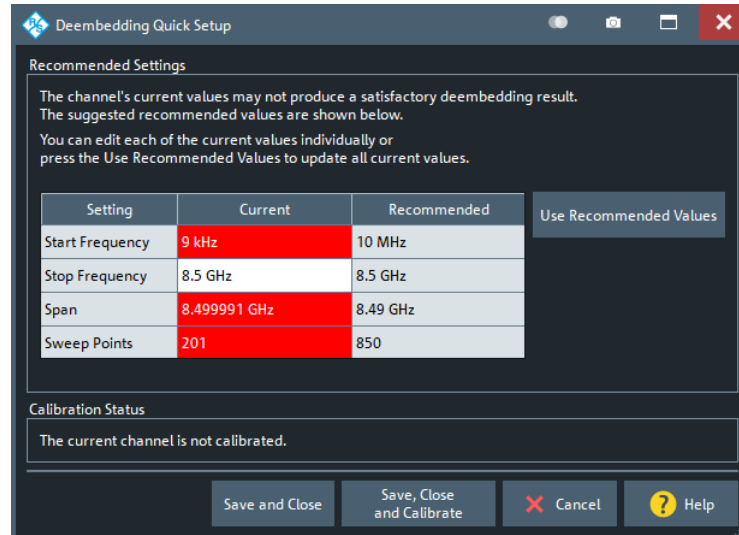 Deembedding Quick Setup
Recommended Settings
The channel's current values may not produce a satisfactory deembedding result.
The suggested recommended values are shown below.
You can edit each of the current values individually or
press the Use Recommended Values to update all current values.
Setting Current Recommended
Use Recommended Values
Start Frequency 9 kHz 10 MHz
Stop Frequency 8.5 GHz 8.5 GHz
Span 8.499991 GHz 8.49 GHz
Sweep Points 201 850
Calibration Status
The current channel is not calibrated.
Save and Close
Save, Close
and Calibrate
Cancel
? Help